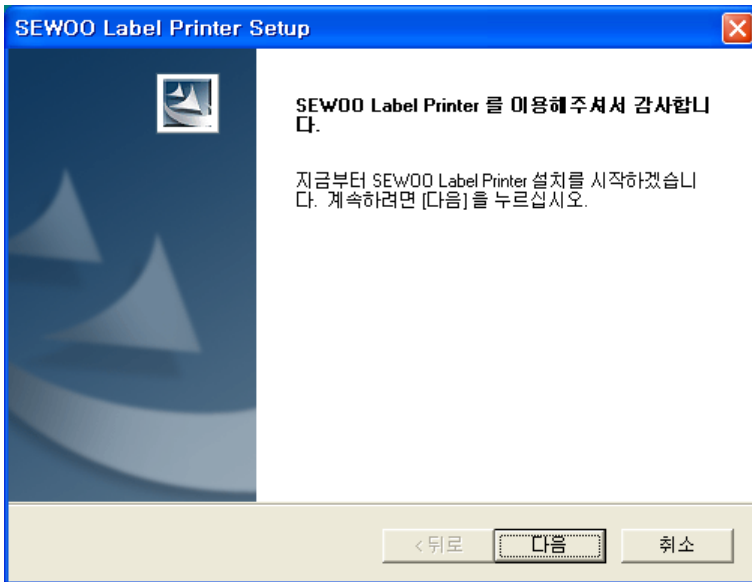 SEWOO Label Printer Setup
SEWOO Label Printer 를 이용해주셔서 감사합니
다.
지금부터 SEWOO Label Printer 설치를 시작하겠습니
다. 계속하려면 [다음]을 누르십시오.
< 뒤로
다음
취소